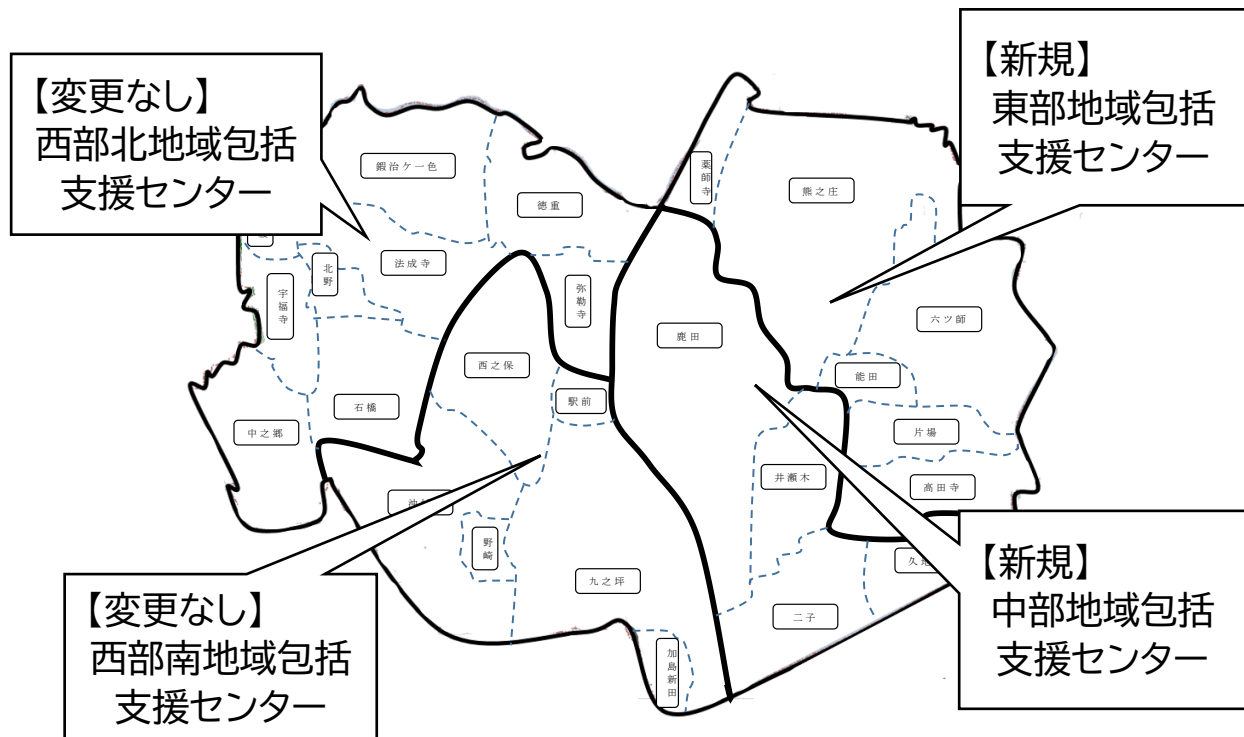 【変更なし】
西部北地域包括
支援センター
【新規】
東部地域包括
支援センター
鍛治ケ一色
徳重
薬師寺
熊之庄
法成寺
北野
宇福寺
弥勒寺
鹿田
六ツ師
西之保
能田
駅前
石橋
中之郷
片場
井瀬木
高田寺
野崎
九之坪
二子
加島新田
【変更なし】
西部南地域包括
支援センター
【新規】
中部地域包括
支援センター